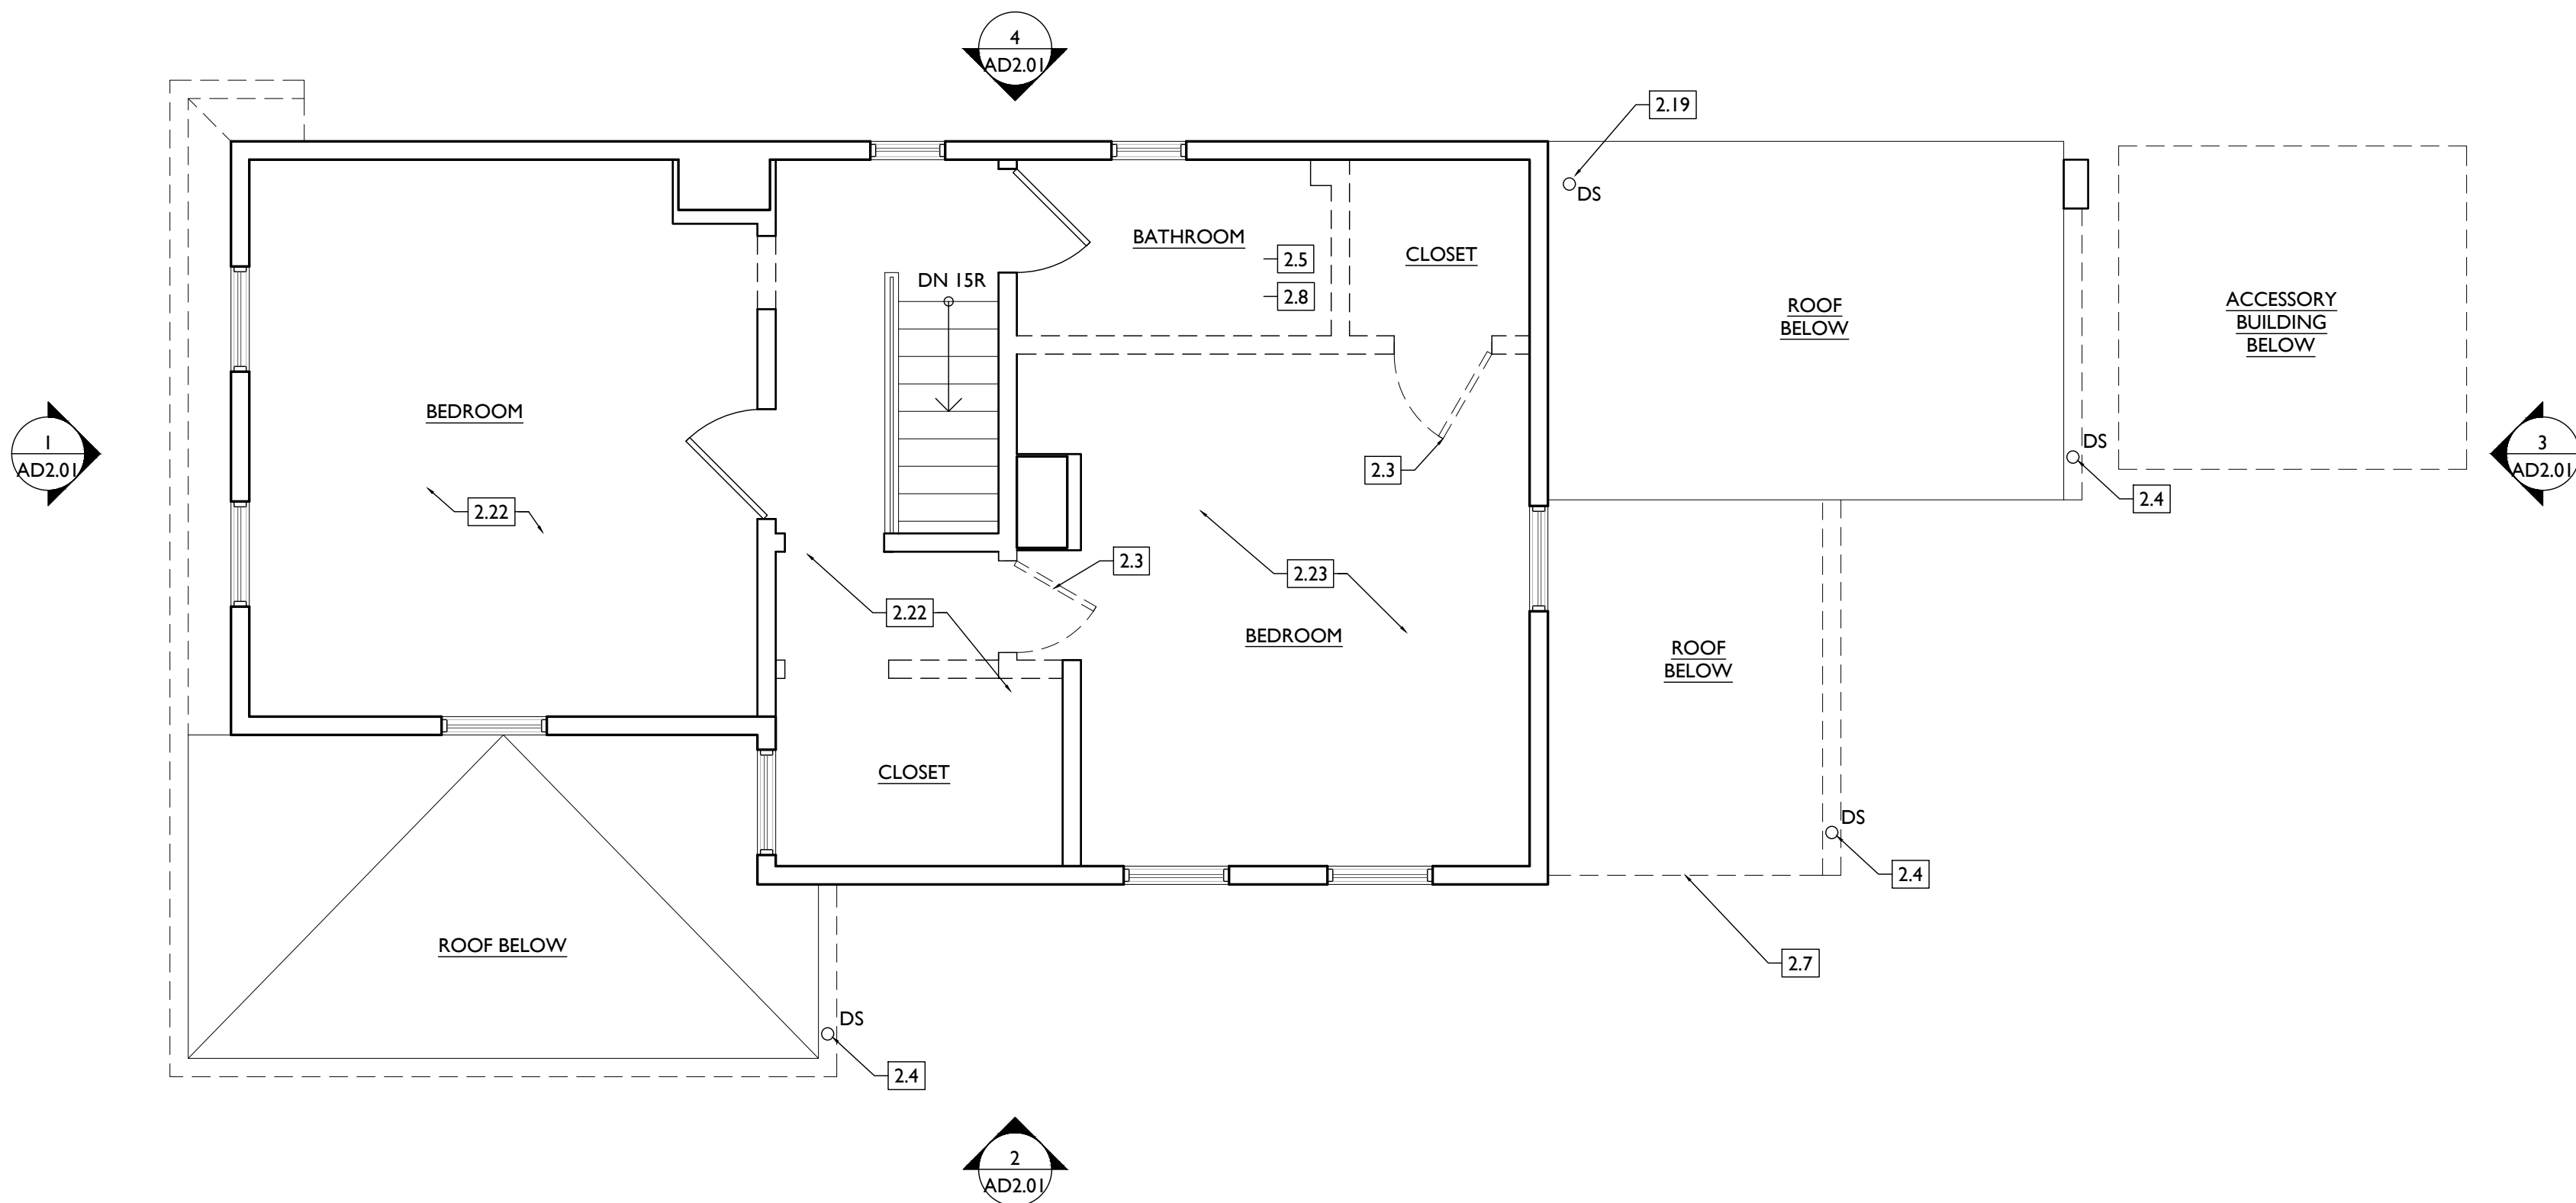 4
AD2.01
2.19
DS
BATHROOM
2.5
2.8
CLOSET
DN 15R
ROOF
BELOW
ACCESSORY
BUILDING
BELOW
BEDROOM
1
AD2.01
2.3
DS
2.4
3
AD2.01
2.22
2.3
2.23
2.22
BEDROOM
ROOF
BELOW
CLOSET
DS
2.4
ROOF BELOW
2.7
DS
2.4
2
AD2.01